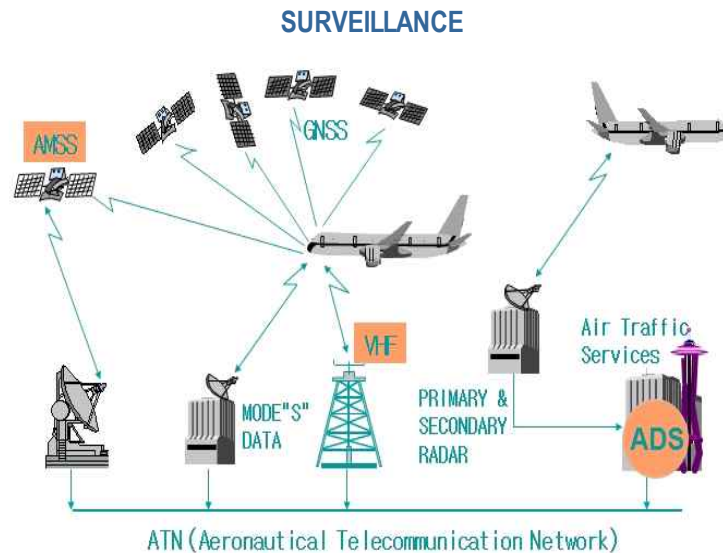 SURVEILLANCE
AMSS
GNSS
VHF
Air Traffic
Services
MODE"S"
DATA
PRIMARY &
SECONDARY
RADAR
ADS
ATN(Aeronautical Telecommunication Network)